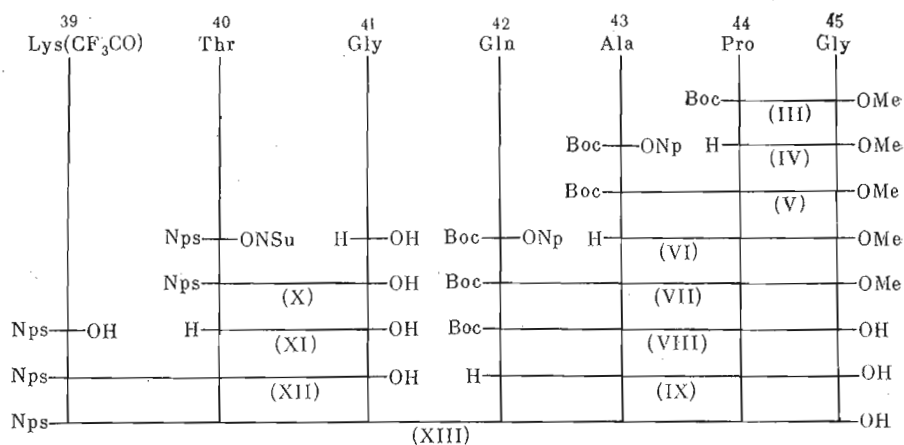 39 40 41 42 43 44 45
Lys(CF₃CO) Thr Gly Gln Ala Pro Gly
Boc OMe
(III)
Boc ONp H OMe
(IV)
Boc OMe
(V)
Nps ONSu H OH Boc ONp H OMe
(VI)
Nps OH Boc OMe
(X) (VII)
Nps OH H OH Boc OH
(XI) (VIII)
Nps OH H OH
(XII) (IX)
Nps OH
(XIII)